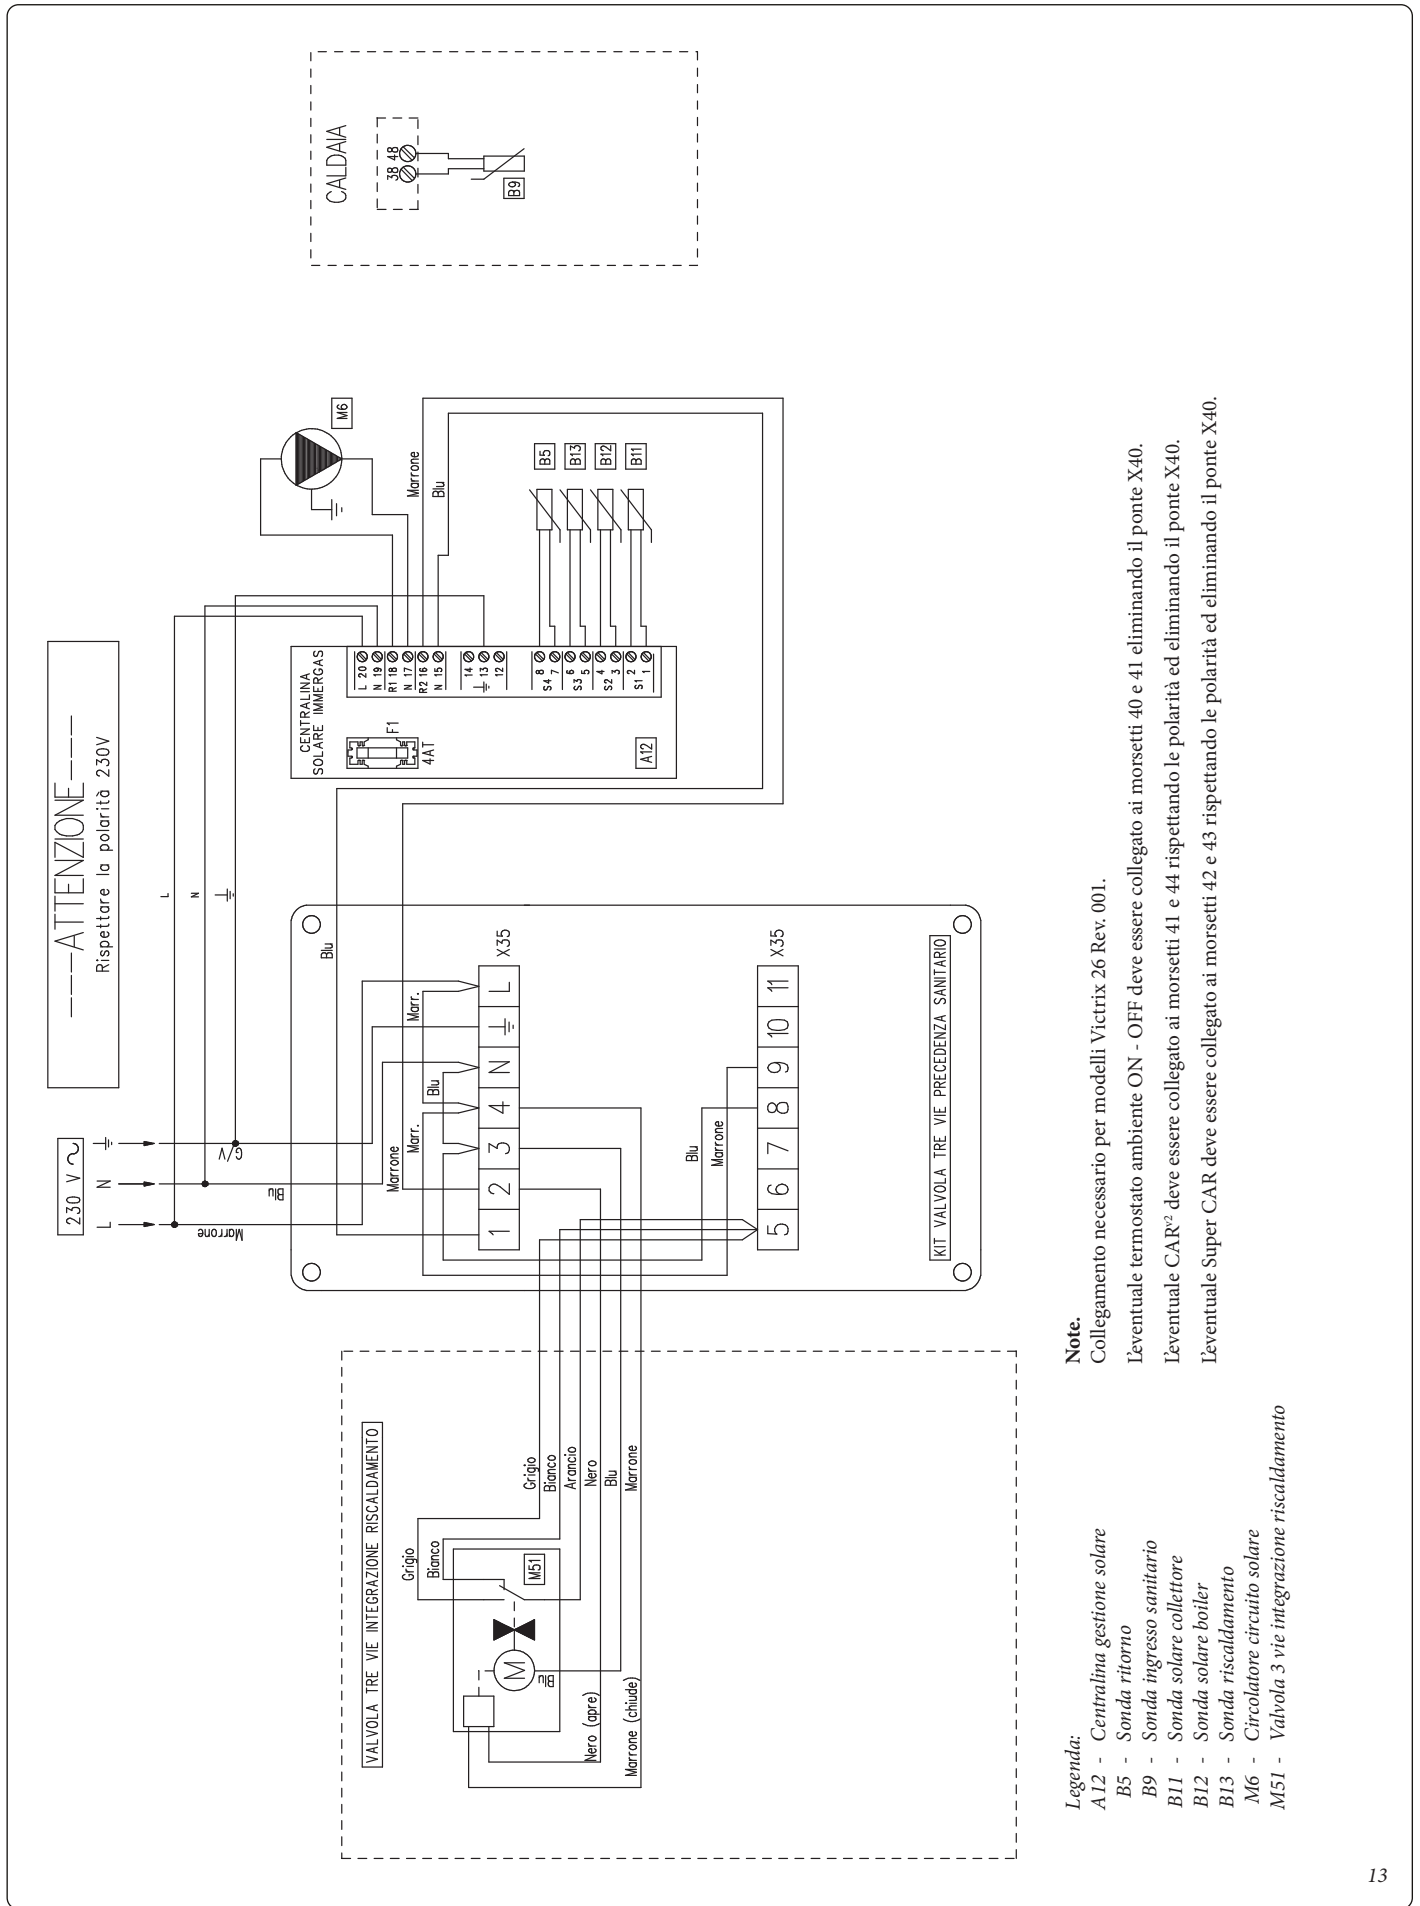 ----ATTENZIONE----
Rispettare la polarità 230V
230 V
L
N
Marrone
Blu
G/V
L
N
CALDAIA
38 48
B9
M6
CENTRALINA
SOLARE IMMERGAS
F1
4AT
A12
L 20
N 19
R1 18
N 17
R2 16
N 15
14
13
12
S4 8
7
S3 6
5
S2 4
3
S1 2
1
Marrone
Blu
B5
B13
B12
B11
Blu
Marr.
Blu
Marr.
Marrone
1 2 3 4 N L X35
Blu
Marrone
5 6 7 8 9 10 11 X35
KIT VALVOLA TRE VIE PRECEDENZA SANITARIO
VALVOLA TRE VIE INTEGRAZIONE RISCALDAMENTO
Grigio
Bianco
M51
M
Blu
Nero (apre)
Marrone (chiude)
Grigio
Bianco
Arancio
Nero
Blu
Marrone
Legenda:
A12 - Centralina gestione solare
B5 - Sonda ritorno
B9 - Sonda ingresso sanitario
B11 - Sonda solare collettore
B12 - Sonda solare boiler
B13 - Sonda riscaldamento
M6 - Circolatore circuito solare
M51 - Valvola 3 vie integrazione riscaldamento
Note.
Collegamento necessario per modelli Victrix 26 Rev. 001.
L'eventuale termostato ambiente ON - OFF deve essere collegato ai morsetti 40 e 41 eliminando il ponte X40.
L'eventuale CARv2 deve essere collegato ai morsetti 41 e 44 rispettando le polarità ed eliminando il ponte X40.
L'eventuale Super CAR deve essere collegato ai morsetti 42 e 43 rispettando le polarità ed eliminando il ponte X40.
13